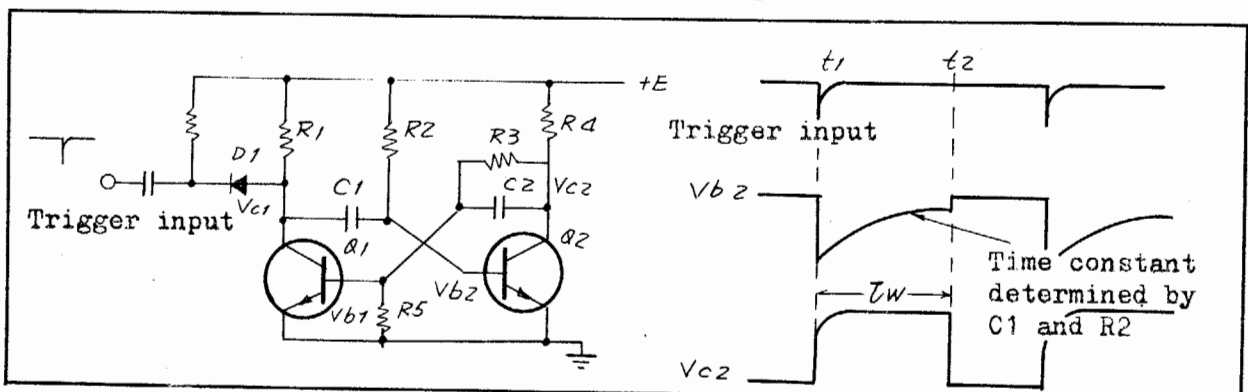 +E
R1
R2
R3
R4
D1
Vc1
C1
C2
Vc2
Trigger input
Q1
Q2
Vb1
R5
Vb2
t1
t2
Trigger input
Vb2
τw
Time constant
determined by
C1 and R2
Vc2